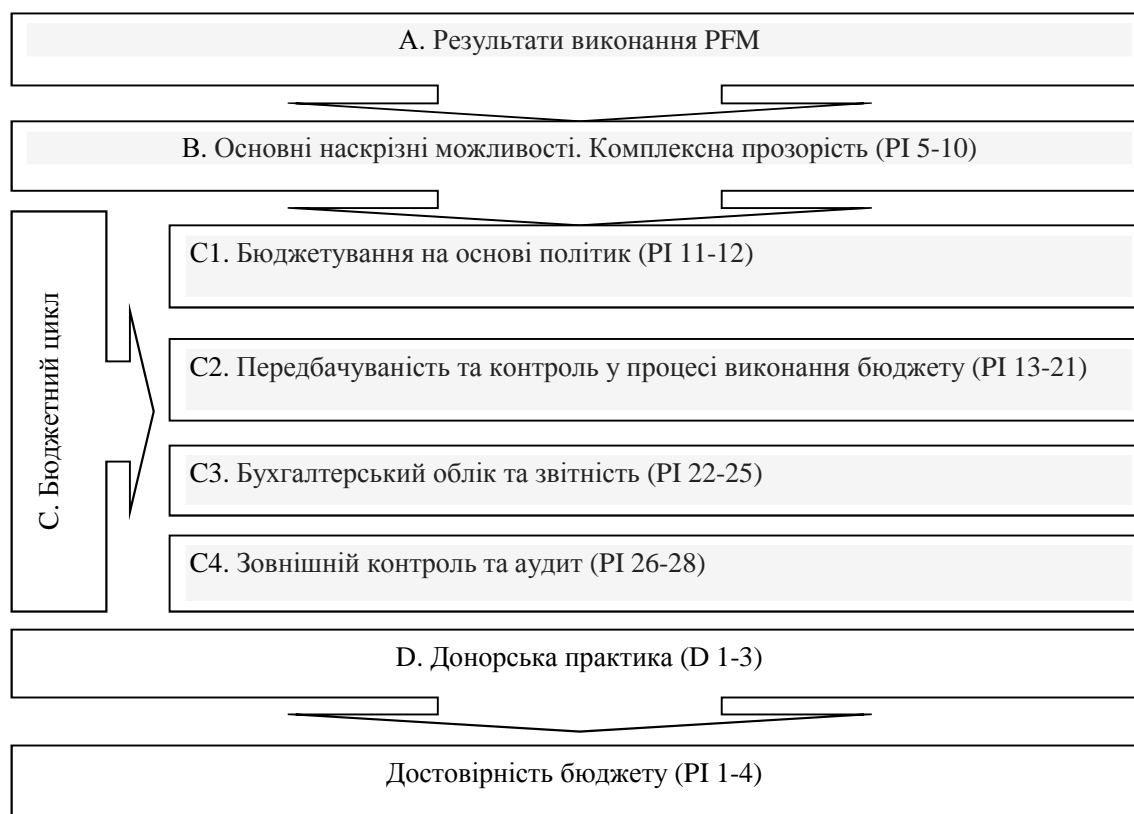 A. Результати виконання PFM
B. Основні наскрізні можливості. Комплексна прозорість (PI 5-10)
C. Бюджетний цикл
C1. Бюджетування на основі політик (PI 11-12)
C2. Передбачуваність та контроль у процесі виконання бюджету (PI 13-21)
C3. Бухгалтерський облік та звітність (PI 22-25)
C4. Зовнішній контроль та аудит (PI 26-28)
D. Донорська практика (D 1-3)
Достовірність бюджету (PI 1-4)